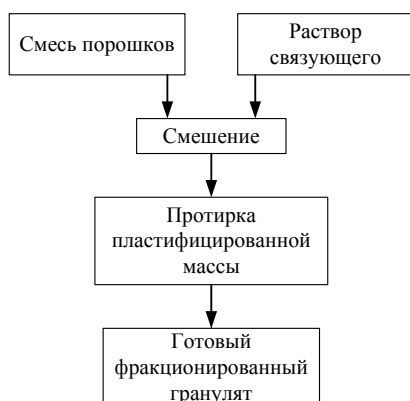 Смесь порошков
Раствор
связующего
Смешение
Протирка
пластифицированной
массы
Готовый
фракционированный
гранулят